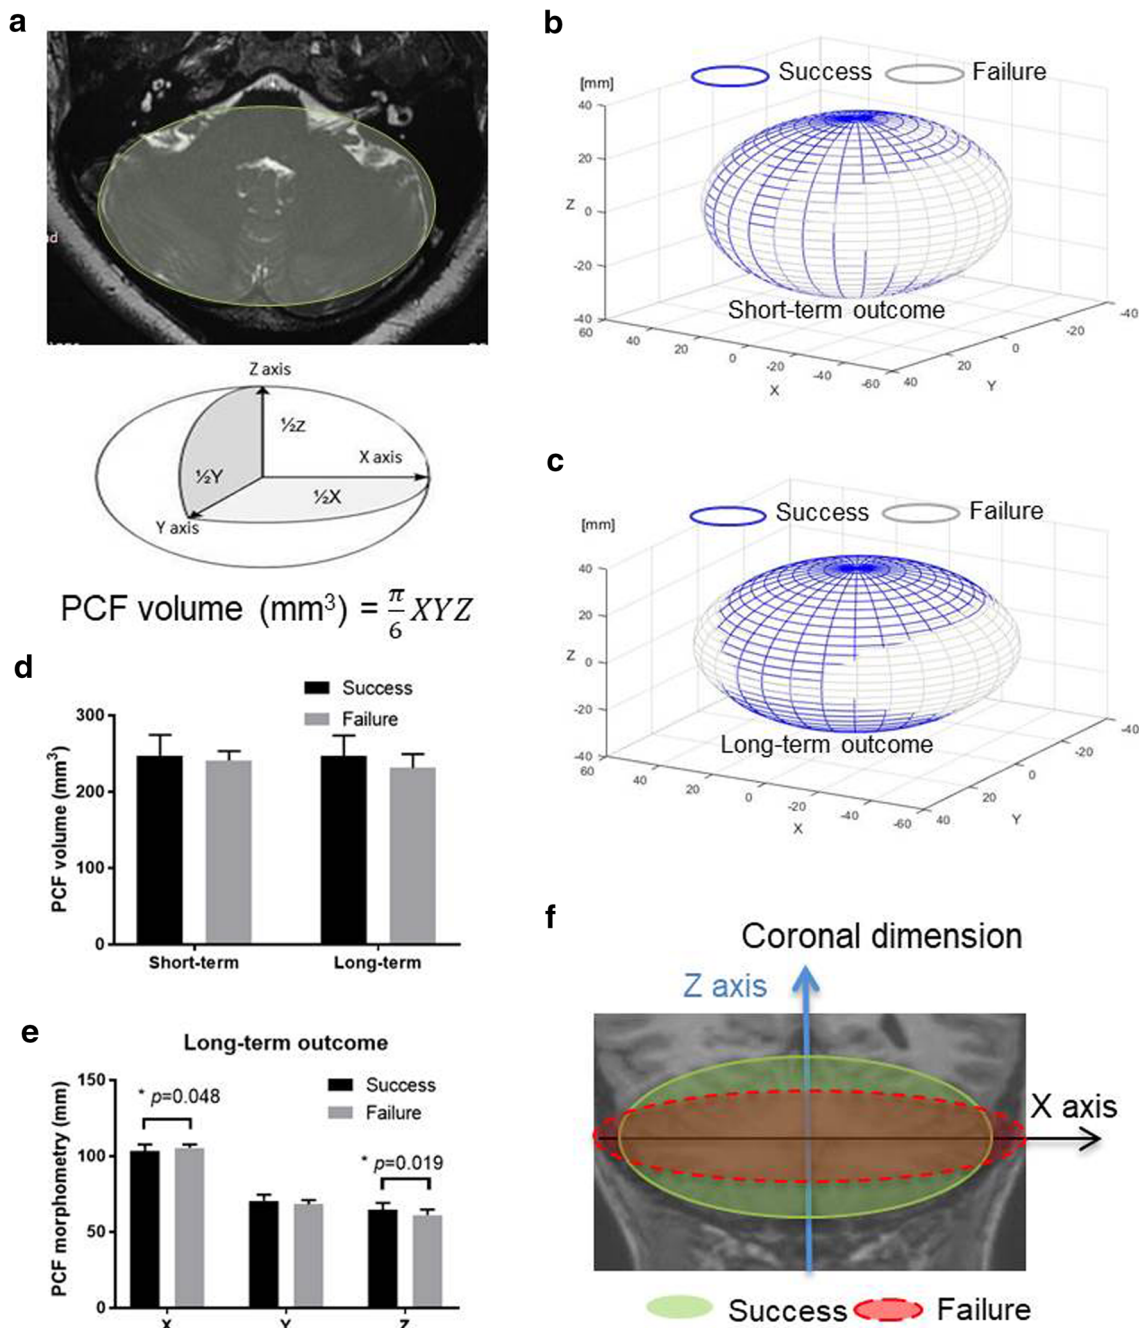 a
nd
Z axis
½Z
X axis
½Y
½X
Y axis
PCF volume (mm³) = π/6 XYZ
b
Success Failure
[mm]
40
20
Z 0
-20
-40
60
40
20
0
-20
-40
-60
X
40
20
0
-20
-40
Y
Short-term outcome
c
Success Failure
[mm]
40
20
Z 0
-20
-40
60
40
20
0
-20
-40
-60
X
40
20
0
-20
-40
Y
Long-term outcome
d
Success
Failure
PCF volume (mm³)
300
200
100
0
Short-term Long-term
e
Long-term outcome
Success
Failure
PCF morphometry (mm)
150
100
50
0
* p=0.048
* p=0.019
X Y Z
f
Coronal dimension
Z axis
X axis
Success Failure